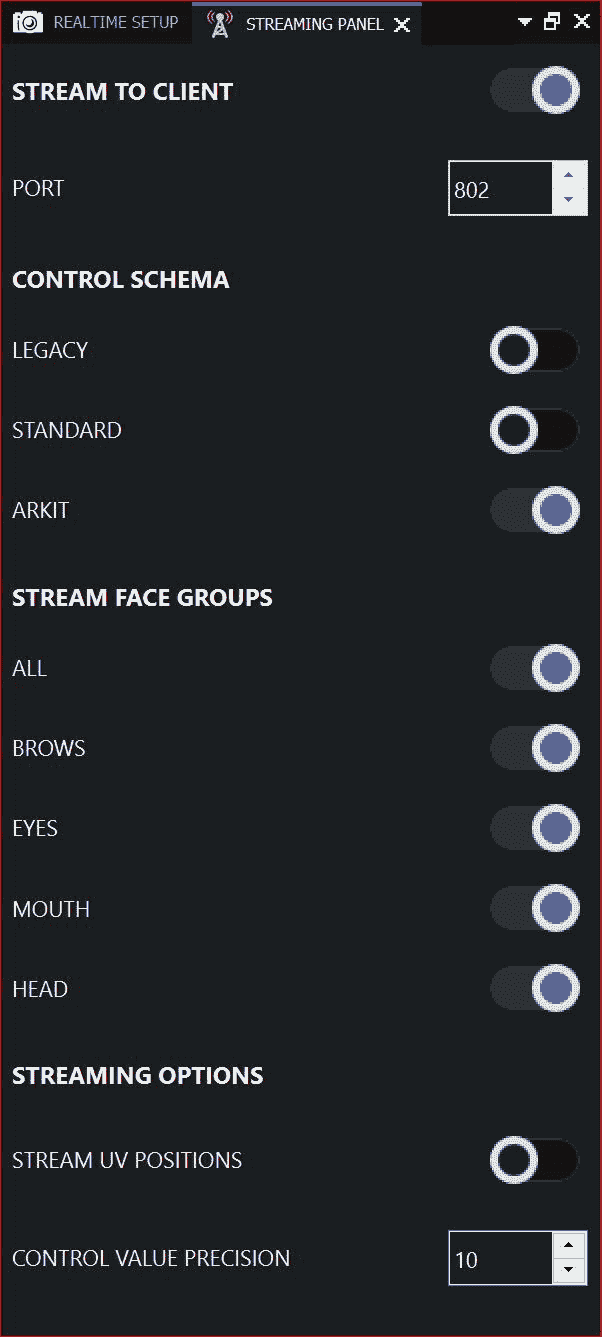 REALTIME SETUP STREAMING PANEL
STREAM TO CLIENT
PORT 802
CONTROL SCHEMA
LEGACY
STANDARD
ARKIT
STREAM FACE GROUPS
ALL
BROWS
EYES
MOUTH
HEAD
STREAMING OPTIONS
STREAM UV POSITIONS
CONTROL VALUE PRECISION 10